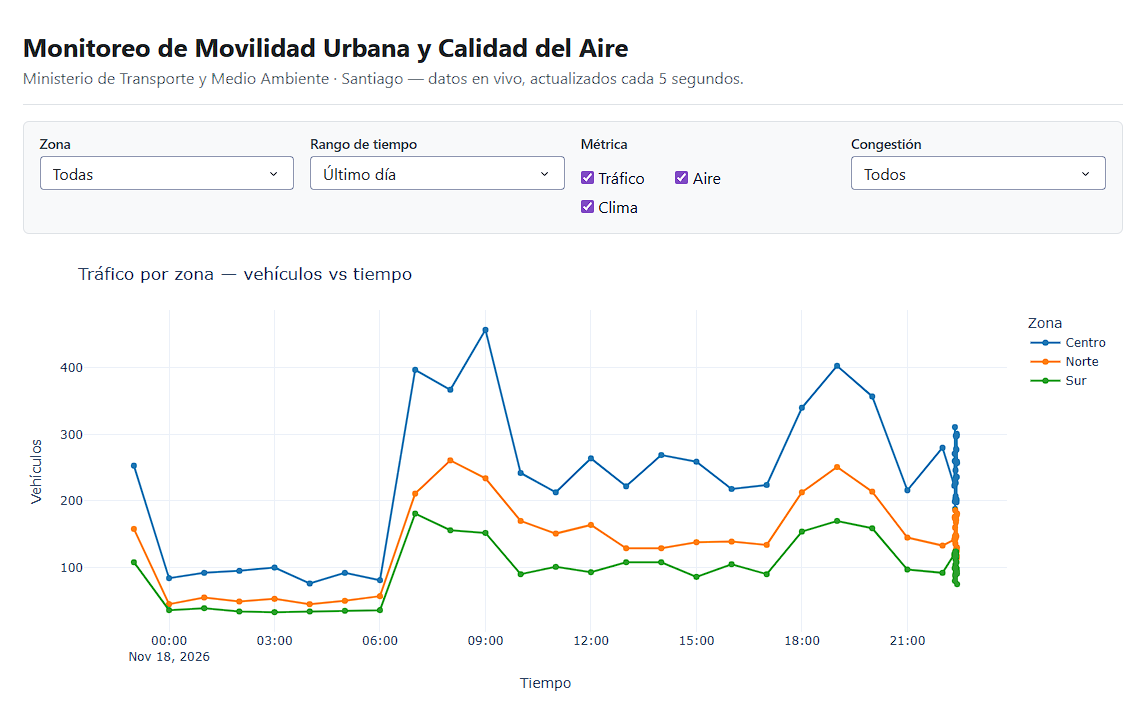 Monitoreo de Movilidad Urbana y Calidad del Aire
Ministerio de Transporte y Medio Ambiente · Santiago — datos en vivo, actualizados cada 5 segundos.
Zona
Todas
Rango de tiempo
Último día
Métrica
Tráfico
Aire
Clima
Congestión
Todos
Tráfico por zona — vehículos vs tiempo
Vehículos
400
300
200
100
00:00
Nov 18, 2026
03:00
06:00
09:00
12:00
15:00
18:00
21:00
Tiempo
Zona
Centro
Norte
Sur